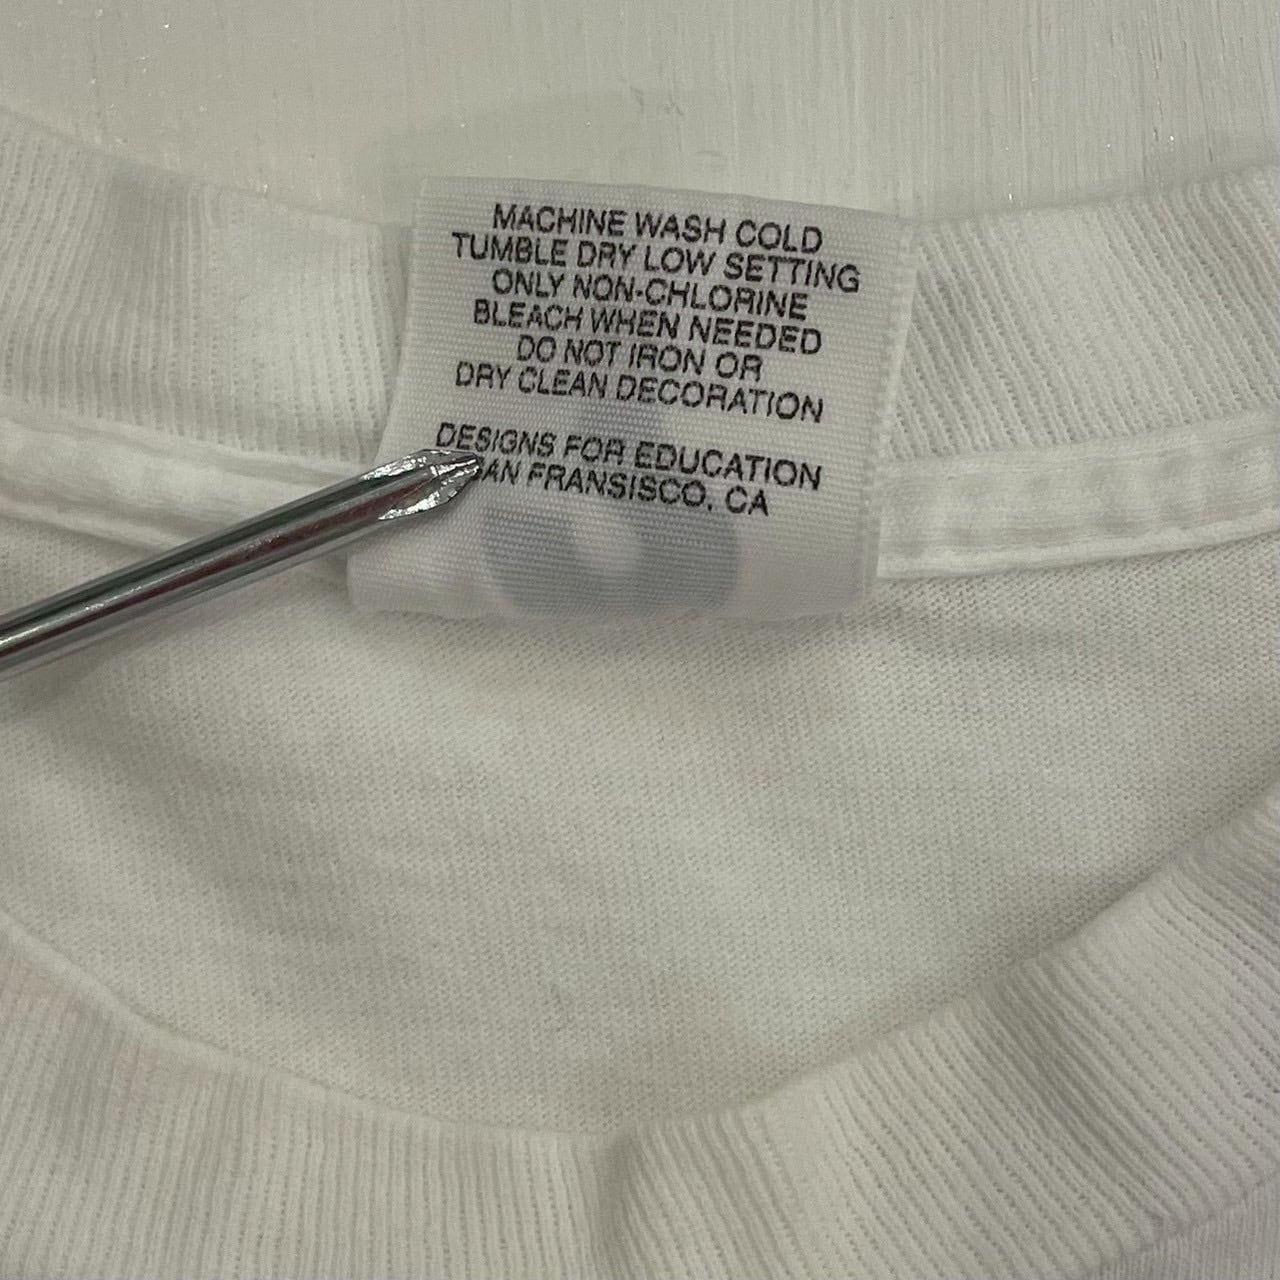 MACHINE WASH COLD
TUMBLE DRY LOW SETTING
ONLY NON-CHLORINE
BLEACH WHEN NEEDED
DO NOT IRON OR
DRY CLEAN DECORATION
DESIGNS FOR EDUCATION
SAN FRANSISCO, CA